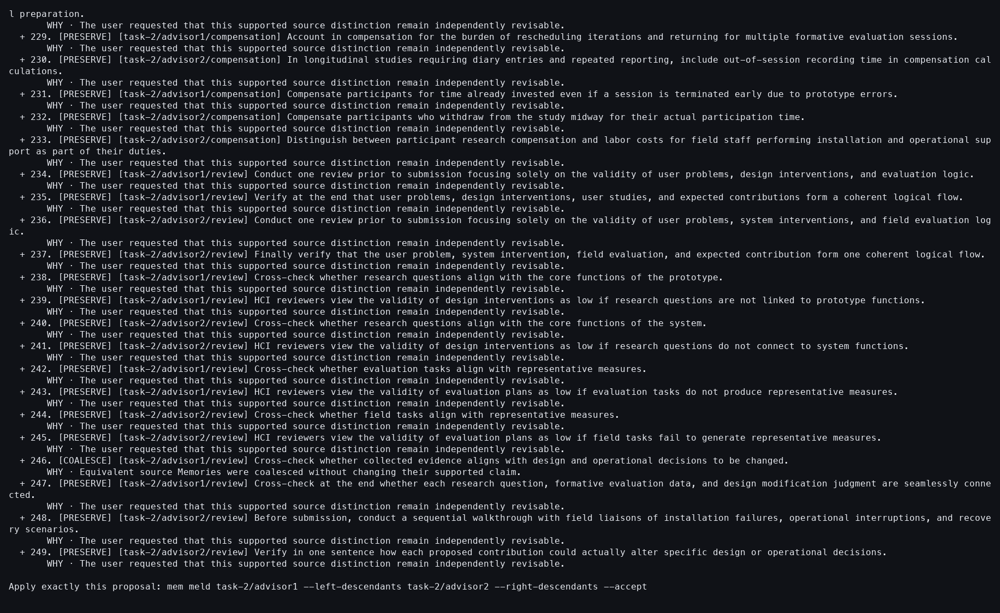 l preparation.
WHY · The user requested that this supported source distinction remain independently revisable.
+ 229. [PRESERVE] [task-2/advisor1/compensation] Account in compensation for the burden of rescheduling iterations and returning for multiple formative evaluation sessions.
WHY · The user requested that this supported source distinction remain independently revisable.
+ 230. [PRESERVE] [task-2/advisor2/compensation] In longitudinal studies requiring diary entries and repeated reporting, include out-of-session recording time in compensation cal
culations.
WHY · The user requested that this supported source distinction remain independently revisable.
+ 231. [PRESERVE] [task-2/advisor1/compensation] Compensate participants for time already invested even if a session is terminated early due to prototype errors.
WHY · The user requested that this supported source distinction remain independently revisable.
+ 232. [PRESERVE] [task-2/advisor2/compensation] Compensate participants who withdraw from the study midway for their actual participation time.
WHY · The user requested that this supported source distinction remain independently revisable.
+ 233. [PRESERVE] [task-2/advisor2/compensation] Distinguish between participant research compensation and labor costs for field staff performing installation and operational sup
port as part of their duties.
WHY · The user requested that this supported source distinction remain independently revisable.
+ 234. [PRESERVE] [task-2/advisor1/review] Conduct one review prior to submission focusing solely on the validity of user problems, design interventions, and evaluation logic.
WHY · The user requested that this supported source distinction remain independently revisable.
+ 235. [PRESERVE] [task-2/advisor1/review] Verify at the end that user problems, design interventions, user studies, and expected contributions form a coherent logical flow.
WHY · The user requested that this supported source distinction remain independently revisable.
+ 236. [PRESERVE] [task-2/advisor2/review] Conduct one review prior to submission focusing solely on the validity of user problems, system interventions, and field evaluation log
ic.
WHY · The user requested that this supported source distinction remain independently revisable.
+ 237. [PRESERVE] [task-2/advisor2/review] Finally verify that the user problem, system intervention, field evaluation, and expected contribution form one coherent logical flow.
WHY · The user requested that this supported source distinction remain independently revisable.
+ 238. [PRESERVE] [task-2/advisor1/review] Cross-check whether research questions align with the core functions of the prototype.
WHY · The user requested that this supported source distinction remain independently revisable.
+ 239. [PRESERVE] [task-2/advisor1/review] HCI reviewers view the validity of design interventions as low if research questions are not linked to prototype functions.
WHY · The user requested that this supported source distinction remain independently revisable.
+ 240. [PRESERVE] [task-2/advisor2/review] Cross-check whether research questions align with the core functions of the system.
WHY · The user requested that this supported source distinction remain independently revisable.
+ 241. [PRESERVE] [task-2/advisor2/review] HCI reviewers view the validity of design interventions as low if research questions do not connect to system functions.
WHY · The user requested that this supported source distinction remain independently revisable.
+ 242. [PRESERVE] [task-2/advisor1/review] Cross-check whether evaluation tasks align with representative measures.
WHY · The user requested that this supported source distinction remain independently revisable.
+ 243. [PRESERVE] [task-2/advisor1/review] HCI reviewers view the validity of evaluation plans as low if evaluation tasks do not produce representative measures.
WHY · The user requested that this supported source distinction remain independently revisable.
+ 244. [PRESERVE] [task-2/advisor2/review] Cross-check whether field tasks align with representative measures.
WHY · The user requested that this supported source distinction remain independently revisable.
+ 245. [PRESERVE] [task-2/advisor2/review] HCI reviewers view the validity of evaluation plans as low if field tasks fail to generate representative measures.
WHY · The user requested that this supported source distinction remain independently revisable.
+ 246. [COALESCE] [task-2/advisor1/review] Cross-check whether collected evidence aligns with design and operational decisions to be changed.
WHY · Equivalent source Memories were coalesced without changing their supported claim.
+ 247. [PRESERVE] [task-2/advisor1/review] Cross-check at the end whether each research question, formative evaluation data, and design modification judgment are seamlessly conne
cted.
WHY · The user requested that this supported source distinction remain independently revisable.
+ 248. [PRESERVE] [task-2/advisor2/review] Before submission, conduct a sequential walkthrough with field liaisons of installation failures, operational interruptions, and recove
ry scenarios.
WHY · The user requested that this supported source distinction remain independently revisable.
+ 249. [PRESERVE] [task-2/advisor2/review] Verify in one sentence how each proposed contribution could actually alter specific design or operational decisions.
WHY · The user requested that this supported source distinction remain independently revisable.
Apply exactly this proposal: mem meld task-2/advisor1 --left-descendants task-2/advisor2 --right-descendants --accept